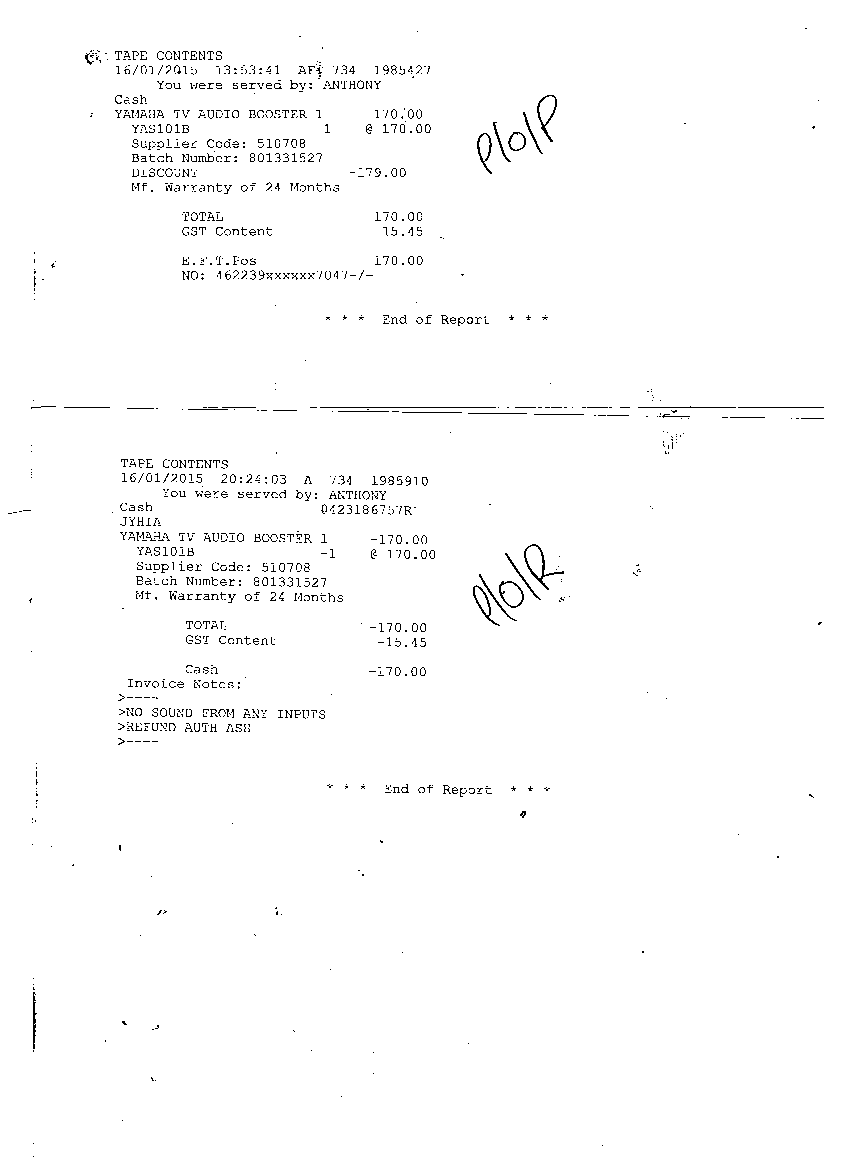 TAPE CONTENTS
16/01/2015 13:53:41 734 1985427
You were served by: ANTHONY
Cash
YAMAHA TV AUDIO BOOSTER 1 170.00
YAS101B 1 @ 170.00
Supplier Code: 510708
Batch Number: 801331527
DISCOUNT -179.00
Mf. Warranty of 24 Months
P/O/P
TOTAL 170.00
GST Content 15.45
E.F.T.Pos 170.00
NO: 462239xxxxxx7047-/-
* * * End of Report * * *
TAPE CONTENTS
16/01/2015 20:24:03 A 734 1985910
You were served by: ANTHONY
Cash 0423186757R
JYHIA
YAMAHA TV AUDIO BOOSTER 1 -170.00
YAS101B -1 @ 170.00
Supplier Code: 510708
Batch Number: 801331527
Mf. Warranty of 24 Months
P/O/R
TOTAL -170.00
GST Content -15.45
Cash -170.00
Invoice Notes:
>----
>NO SOUND FROM ANY INPUTS
>REFUND AUTH ASH
>----
* * * End of Report * * *